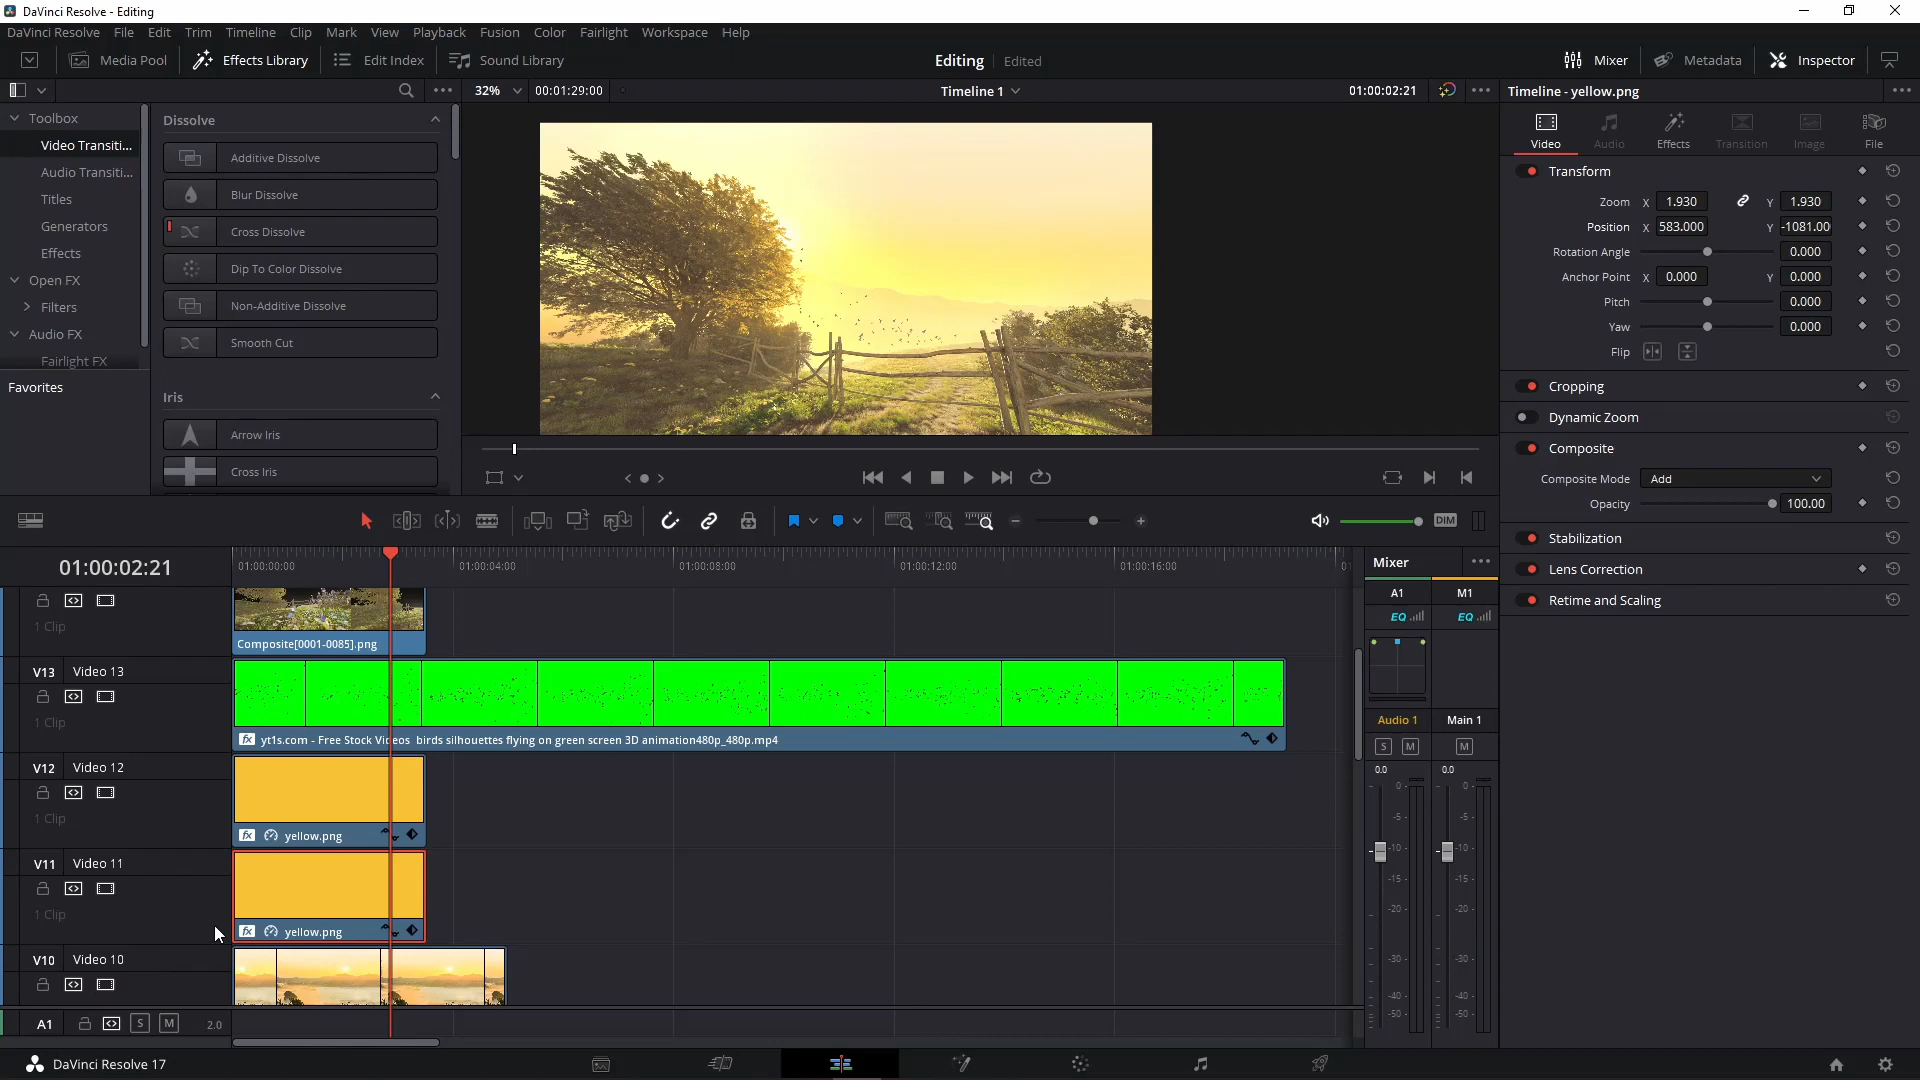 DaVinci Resolve - Editing
DaVinci Resolve File Edit Trim Timeline Clip Mark View Playback Fusion Color Fairlight Workspace Help
Media Pool Effects Library Edit Index Sound Library Editing Edited Mixer Metadata Inspector
32% 00:01:29:00 Timeline 1 01:00:02:21 Timeline - yellow.png
Toolbox
Video Transiti...
Audio Transiti...
Titles
Generators
Effects
Open FX
Filters
Audio FX
Fairlight FX
Favorites
Dissolve
Additive Dissolve
Blur Dissolve
Cross Dissolve
Dip To Color Dissolve
Non-Additive Dissolve
Smooth Cut
Iris
Arrow Iris
Cross Iris
Video Audio Effects Transition Image File
Transform
Zoom X 1.930 Y 1.930
Position X 583.000 Y -1081.00
Rotation Angle 0.000
Anchor Point X 0.000 Y 0.000
Pitch 0.000
Yaw 0.000
Flip
Cropping
Dynamic Zoom
Composite
Composite Mode Add
Opacity 100.00
Stabilization
Lens Correction
Retime and Scaling
DIM
01:00:02:21
01:00:00:00 01:00:04:00 01:00:08:00 01:00:12:00 01:00:16:00
1 Clip
Composite[0001-0085].png
V13 Video 13
1 Clip
yt1s.com - Free Stock Videos birds silhouettes flying on green screen 3D animation480p_480p.mp4
V12 Video 12
1 Clip
fx yellow.png
V11 Video 11
1 Clip
fx yellow.png
V10 Video 10
A1 S M 2.0
Mixer
A1 M1
EQ EQ
Audio 1 Main 1
S M M
0.0 0.0
0- 0-
-5- -5-
-10- -10-
-15- -15-
-20- -20-
-30- -30-
-40- -40-
-50- -50-
DaVinci Resolve 17